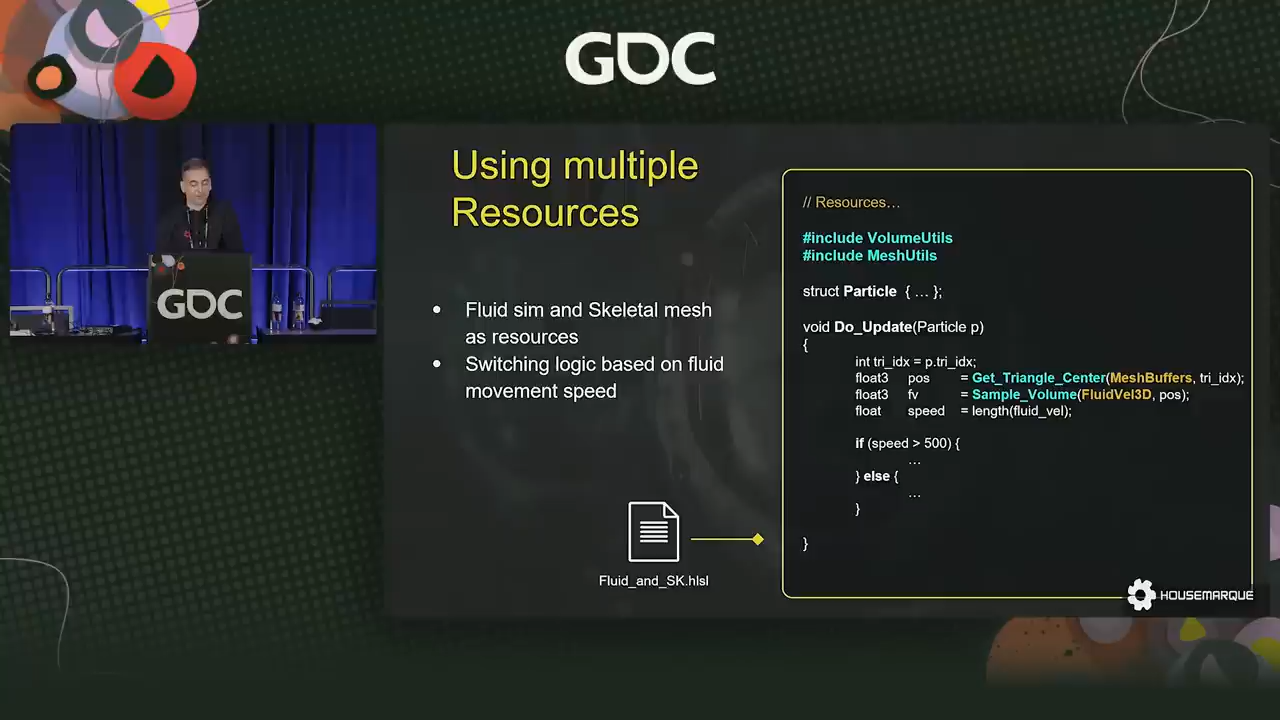 GDC
GDC
Using multiple
Resources
• Fluid sim and Skeletal mesh
as resources
• Switching logic based on fluid
movement speed
Fluid_and_SK.hlsl
// Resources…
#include VolumeUtils
#include MeshUtils
struct Particle { … };
void Do_Update(Particle p)
{
int tri_idx = p.tri_idx;
float3 pos = Get_Triangle_Center(MeshBuffers, tri_idx);
float3 fv = Sample_Volume(FluidVel3D, pos);
float speed = length(fluid_vel);
if (speed > 500) {
…
} else {
…
}
}
HOUSEMARQUE